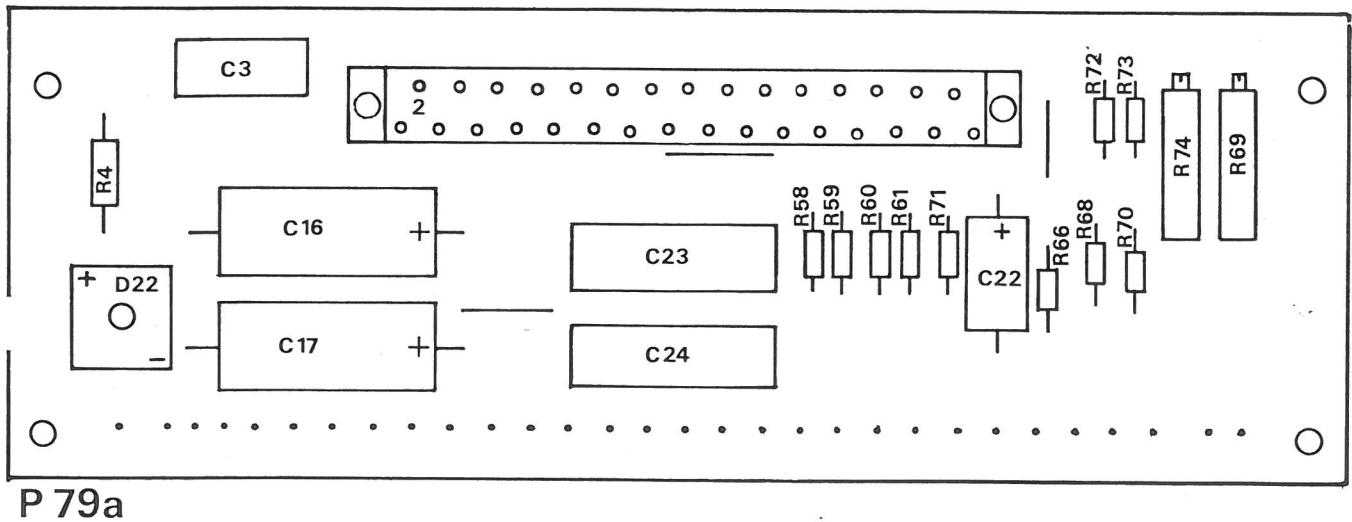 C3
2
R72
R73
R4
R74
R69
C16
+
C23
R58
R59
R60
R61
R71
+
C22
R66
R68
R70
+
D22
−
C17
+
C24
P 79a